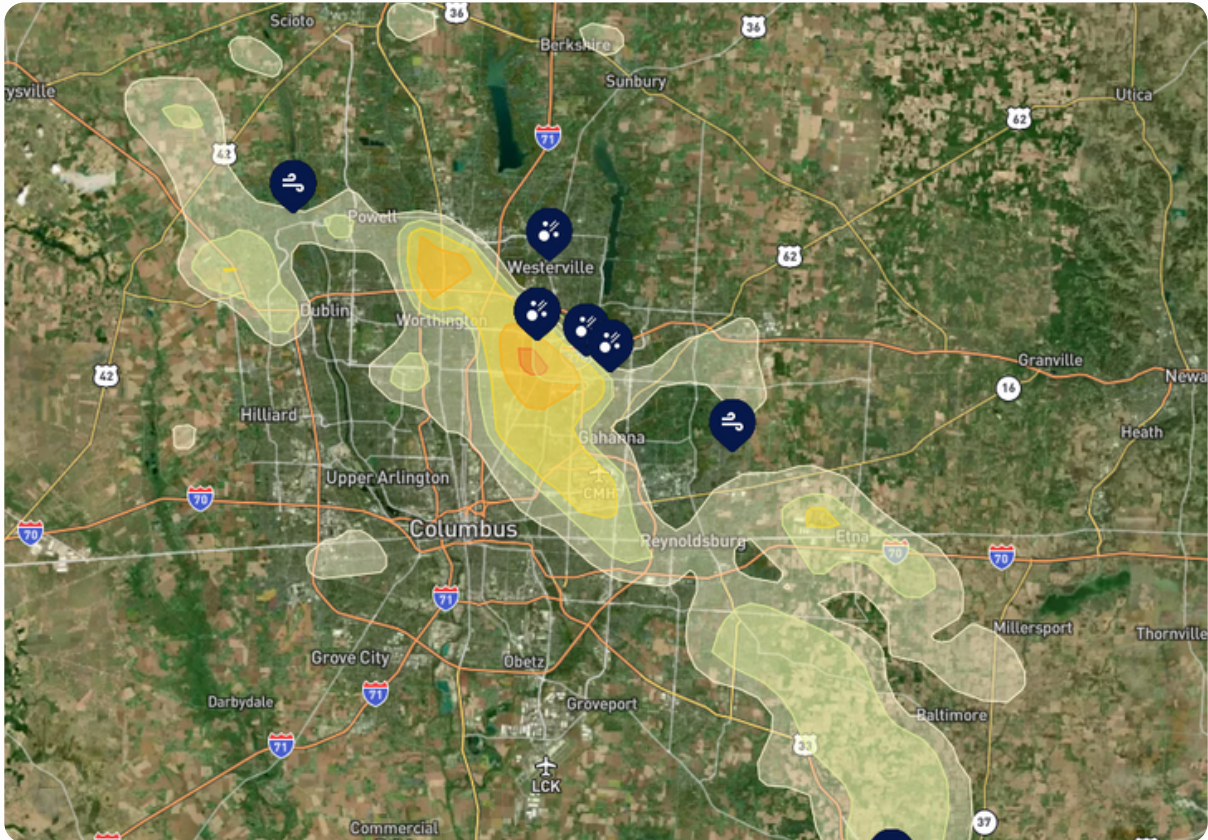 Scioto
36
36
Berkshire
Sunbury
rysville
Utica
62
71
42
Powell
62
Westerville
Dublin
Worthington
Granville
42
Newa
16
Hilliard
Heath
Gahanna
Upper Arlington
CMH
70
Columbus
70
Reynoldsburg
Etna
70
70
71
Millersport
Thornville
Grove City
Obetz
71
Darbydale
Groveport
Baltimore
71
33
LCK
37
Commercial